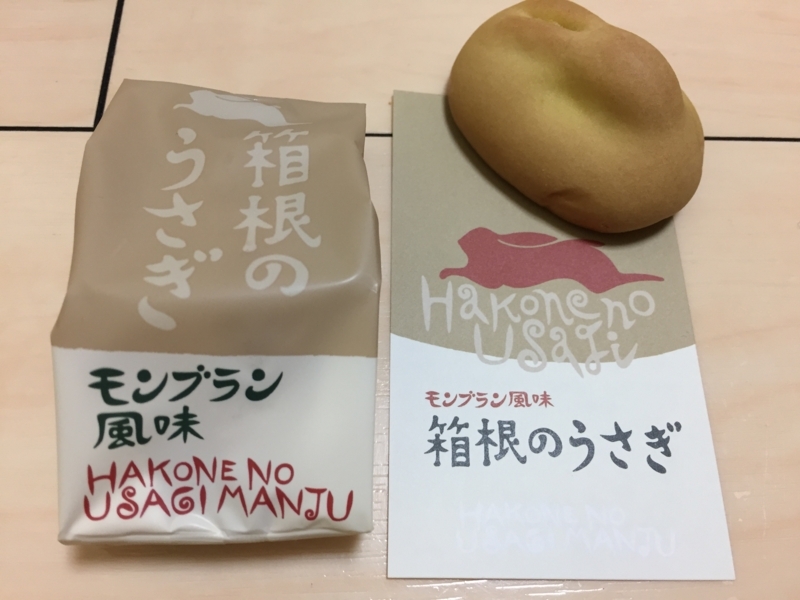 箱根の
うさぎ
モンブラン
風味
HAKONE NO
USAGI MANJU
Hakone no
Usagi
モンブラン風味
箱根のうさぎ
HAKONE NO
USAGI MANJU